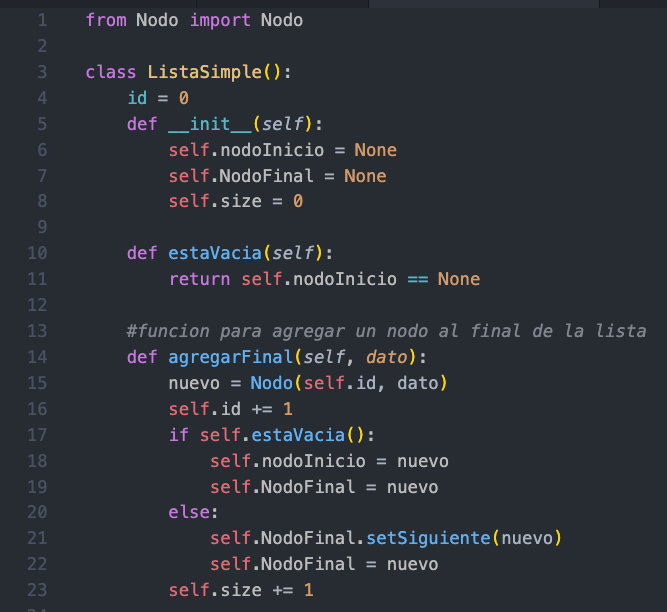 1 from Nodo import Nodo
2
3 class ListaSimple():
4     id = 0
5     def __init__(self):
6         self.nodoInicio = None
7         self.NodoFinal = None
8         self.size = 0
9
10     def estaVacia(self):
11         return self.nodoInicio == None
12
13     #funcion para agregar un nodo al final de la lista
14     def agregarFinal(self, dato):
15         nuevo = Nodo(self.id, dato)
16         self.id += 1
17         if self.estaVacia():
18             self.nodoInicio = nuevo
19             self.NodoFinal = nuevo
20         else:
21             self.NodoFinal.setSiguiente(nuevo)
22             self.NodoFinal = nuevo
23         self.size += 1